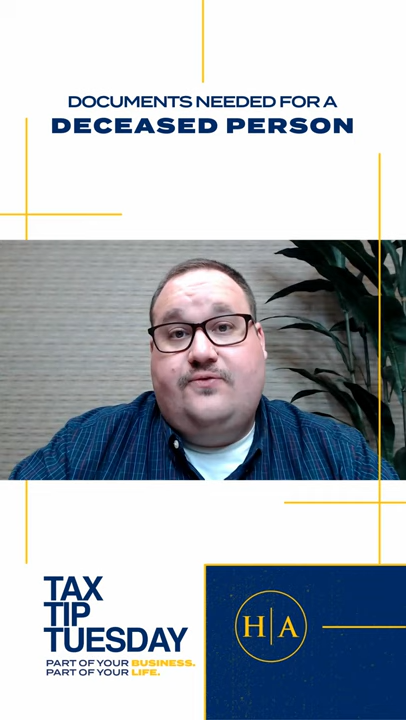 DOCUMENTS NEEDED FOR A
DECEASED PERSON
TAX
TIP
TUESDAY
PART OF YOUR BUSINESS.
PART OF YOUR LIFE.
H|A